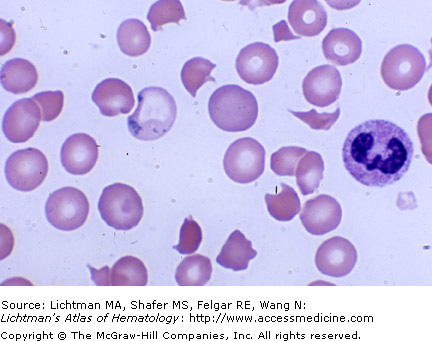 Source: Lichtman MA, Shafer MS, Felgar RE, Wang N:
Lichtman's Atlas of Hematology: http://www.accessmedicine.com
Copyright © The McGraw-Hill Companies, Inc. All rights reserved.